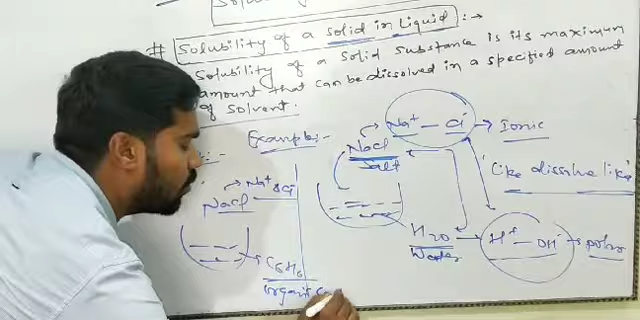 # Solubility of a solid in Liquid :→
Solubility of a solid substance is its maximum
amount that can be dissolved in a specified amount
of solvent.
Example:-
Na⁺ — Cl⁻ → Ionic
NaCl
Salt
"Like dissolve like"
→ Na⁺ & Cl⁻
NaCl
H₂O → H⁺ — OH⁻ → polar
Water
C₆H₆
organic